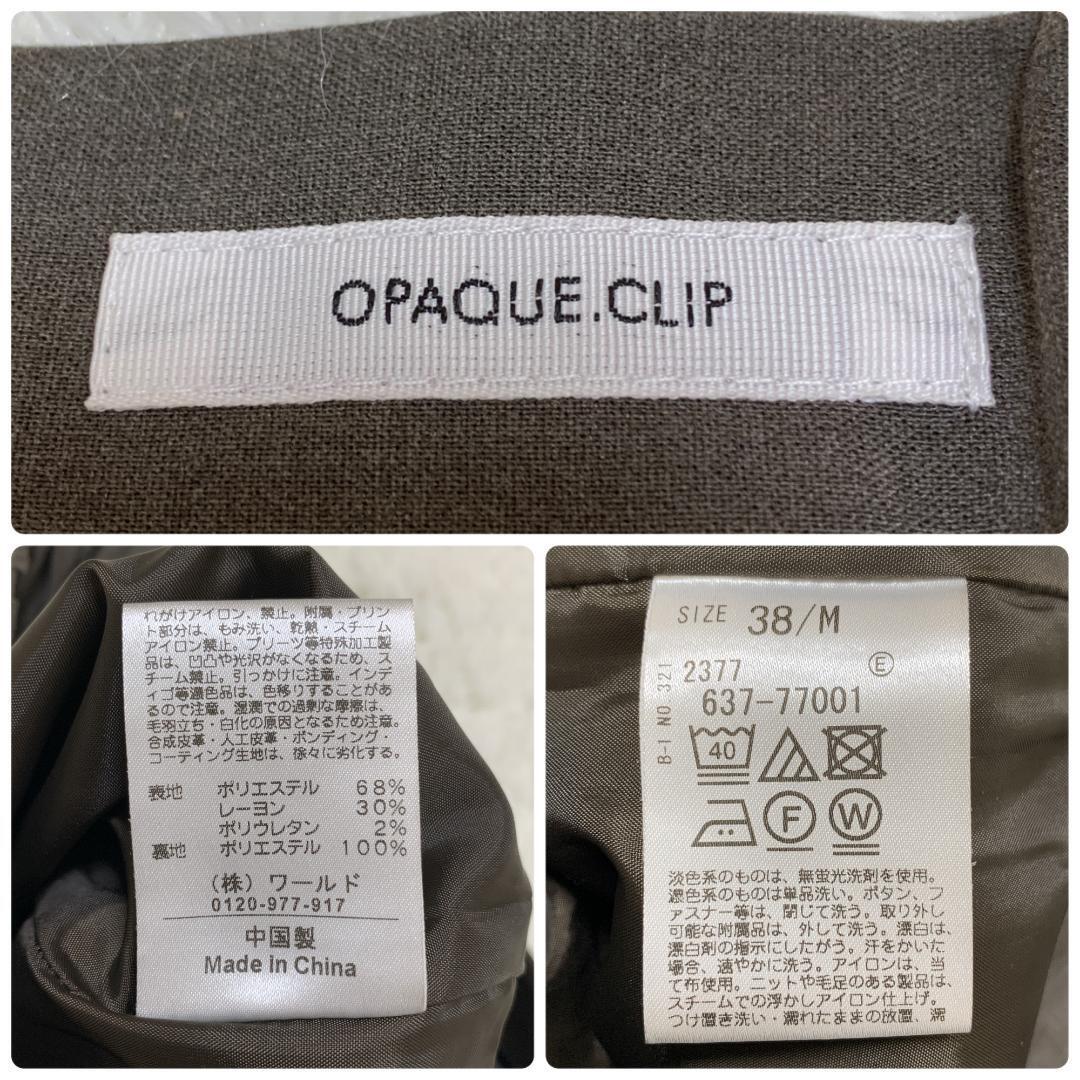 OPAQUE.CLIP
れがけアイロン、禁止。附属・プリン
ト部分は、もみ洗い、乾熱・スチーム
アイロン禁止。プリーツ等特殊加工製
品は、凹凸や光沢がなくなるため、ス
チーム禁止。引っかけに注意。インデ
ィゴ等濃色品は、色移りすることがあ
るので注意。湿潤での過剰な摩擦は、
毛羽立ち・白化の原因となるため注意。
合成皮革・人工皮革・ボンディング・
コーティング生地は、徐々に劣化する。
表地 ポリエステル 68%
レーヨン 30%
ポリウレタン 2%
裏地 ポリエステル 100%
(株)ワールド
0120-977-917
中国製
Made in China
SIZE 38/M
B-1 NO 321
2377 E
637-77001
40
F W
淡色系のものは、無蛍光洗剤を使用。
濃色系のものは単品洗い。ボタン、フ
ァスナー等は、閉じて洗う。取り外し
可能な附属品は、外して洗う。漂白は、
漂白剤の指示にしたがう。汗をかいた
場合、速やかに洗う。アイロンは、当
て布使用。ニットや毛足のある製品は、
スチームでの浮かしアイロン仕上げ。
つけ置き洗い・濡れたままの放置、濡